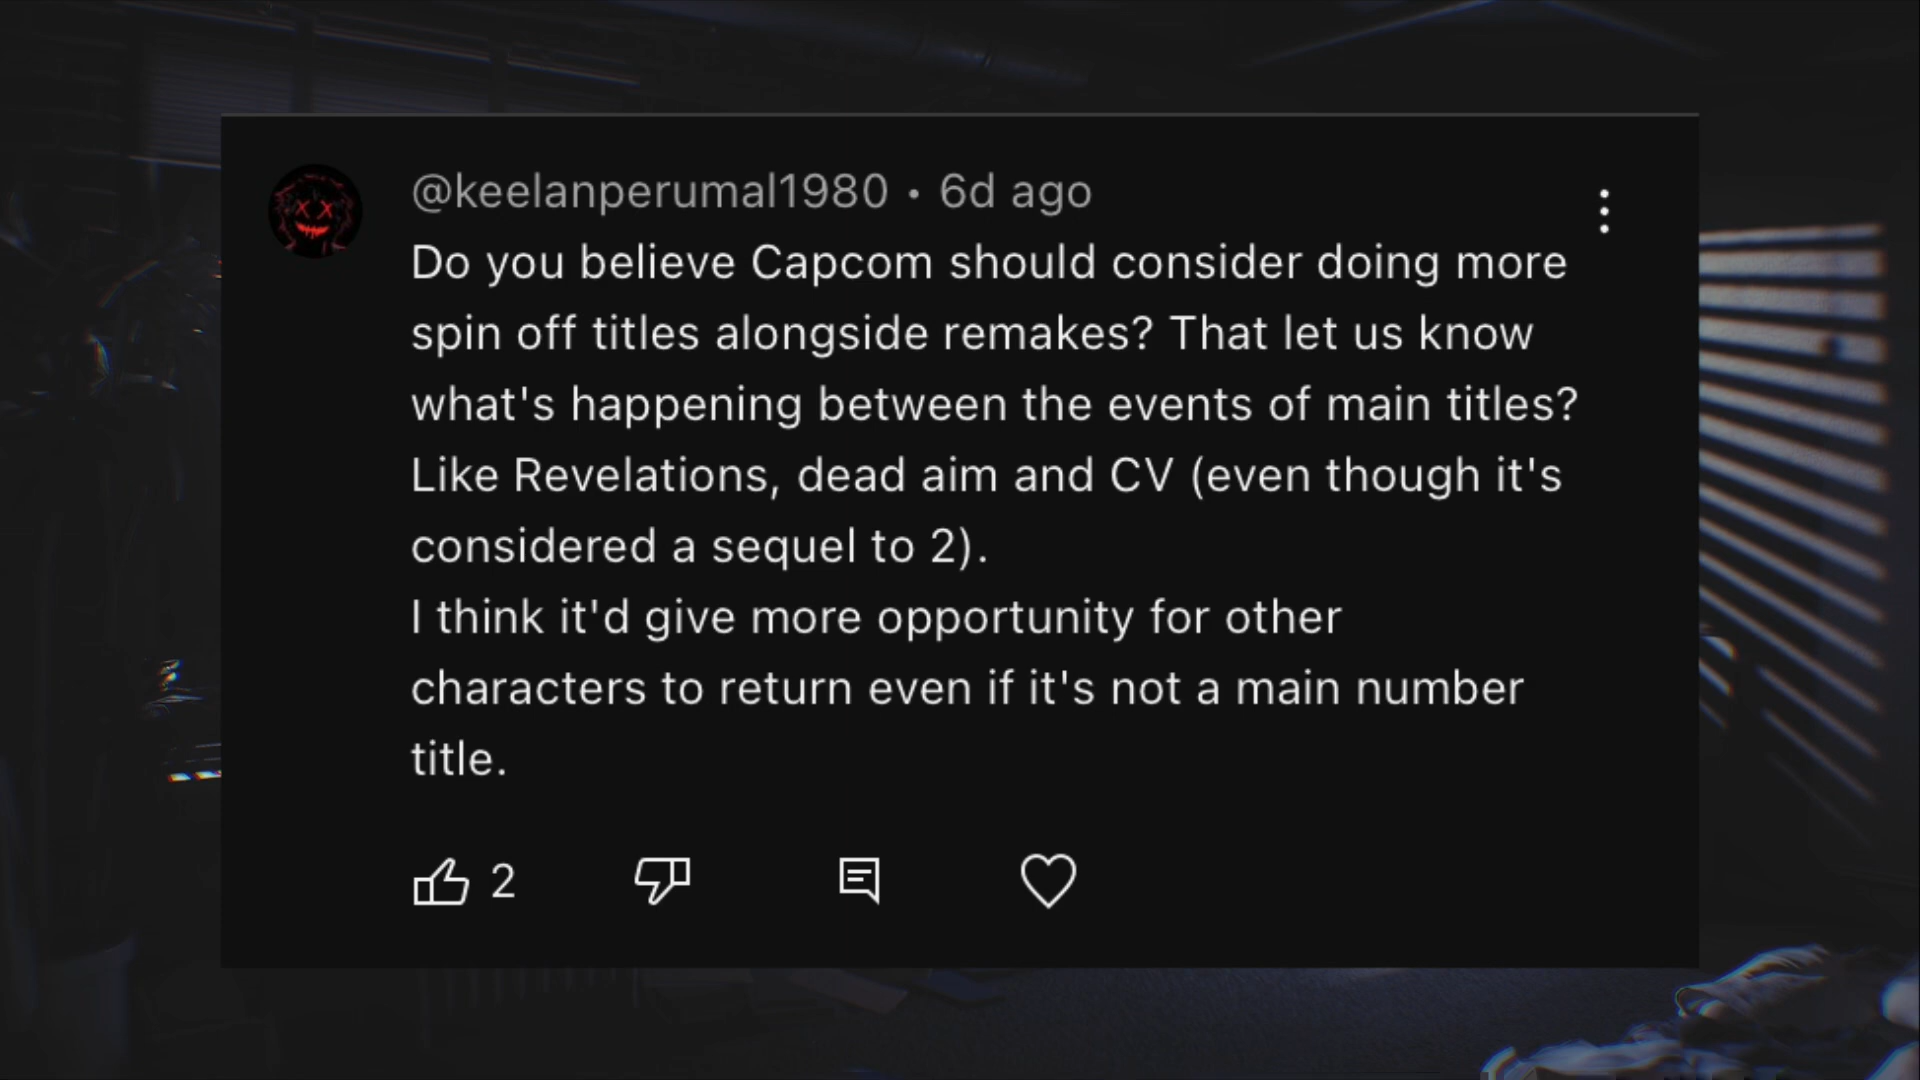 @keelanperumal1980 • 6d ago
Do you believe Capcom should consider doing more
spin off titles alongside remakes? That let us know
what's happening between the events of main titles?
Like Revelations, dead aim and CV (even though it's
considered a sequel to 2).
I think it'd give more opportunity for other
characters to return even if it's not a main number
title.
2